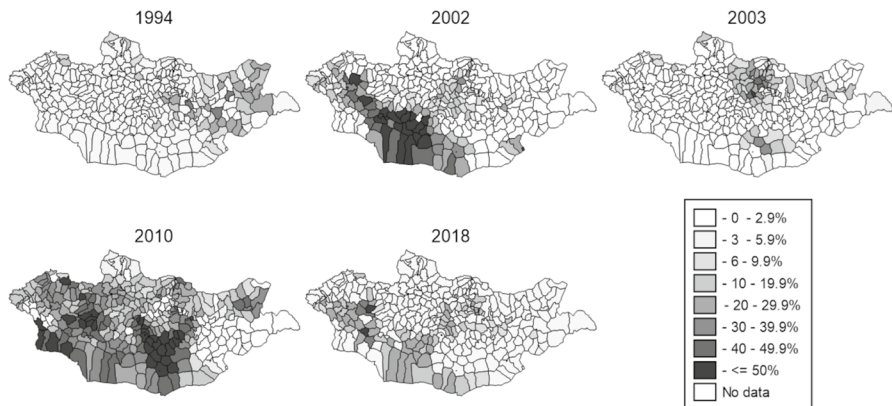 1994
2002
2003
2010
2018
- 0 - 2.9%
- 3 - 5.9%
- 6 - 9.9%
- 10 - 19.9%
- 20 - 29.9%
- 30 - 39.9%
- 40 - 49.9%
- <= 50%
No data